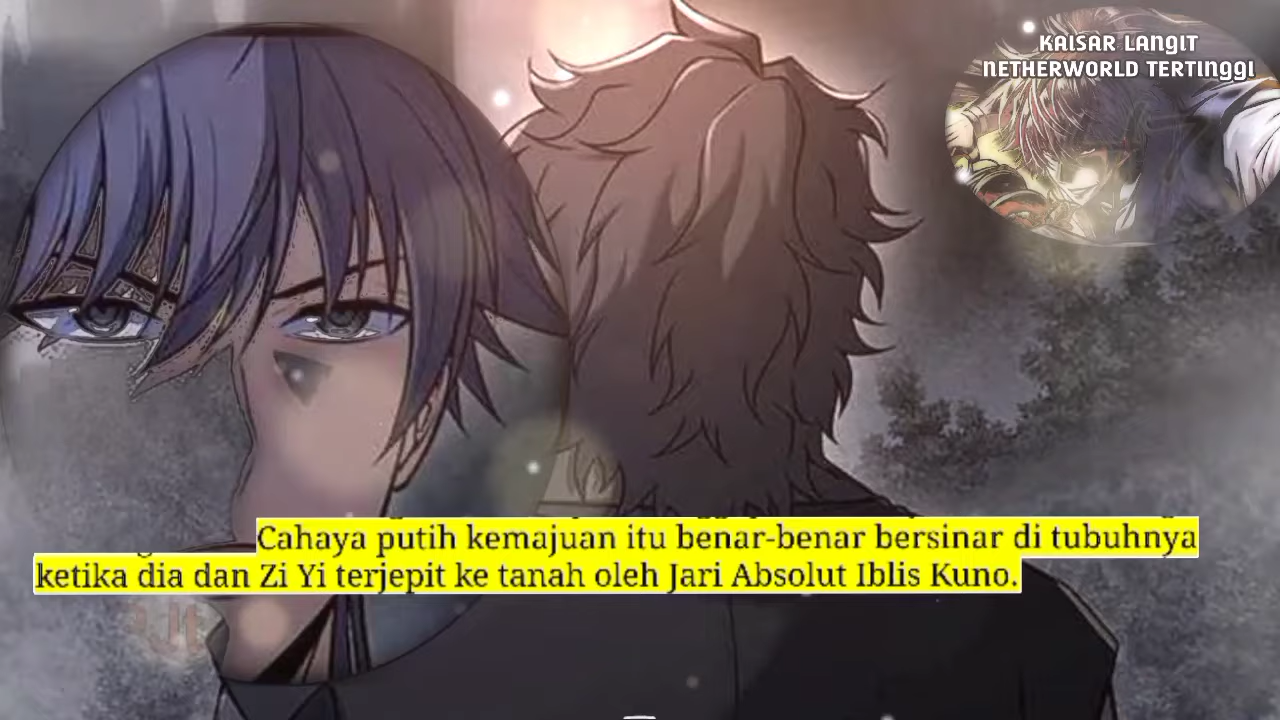 KAISAR LANGIT
NETHERWORLD TERTINGGI
Cahaya putih kemajuan itu benar-benar bersinar di tubuhnya
ketika dia dan Zi Yi terjepit ke tanah oleh Jari Absolut Iblis Kuno.